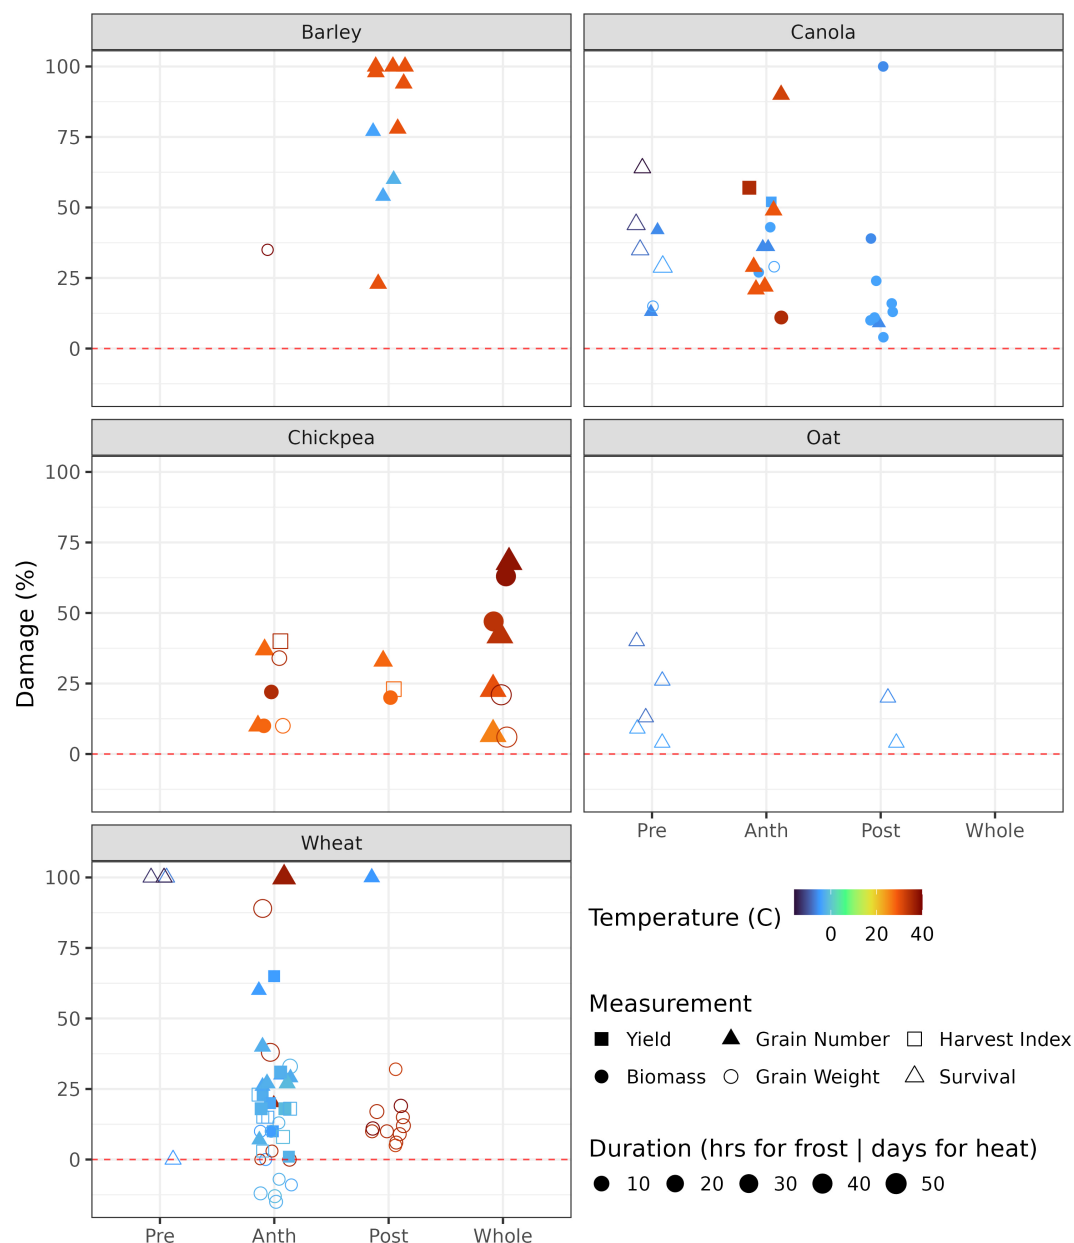 Barley
Canola
100
75
50
25
0
Chickpea
Oat
100
75
50
25
0
Damage (%)
Pre Anth Post Whole
Wheat
100
75
50
25
0
Pre Anth Post Whole
Temperature (C)
0 20 40
Measurement
Yield Grain Number Harvest Index
Biomass Grain Weight Survival
Duration (hrs for frost | days for heat)
10 20 30 40 50